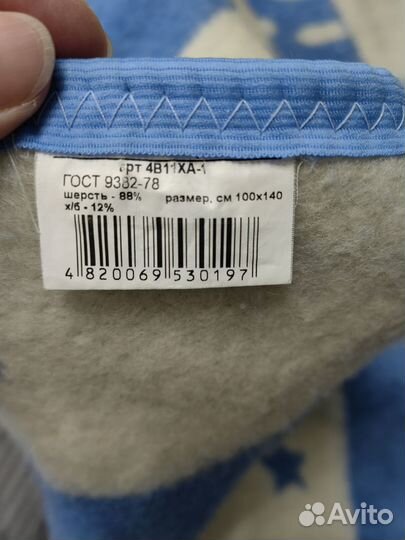 арт 4В11ХА-1
ГОСТ 9382-78
шерсть - 88% размер, см 100х140
х/б - 12%
4 820069 530197
Avito